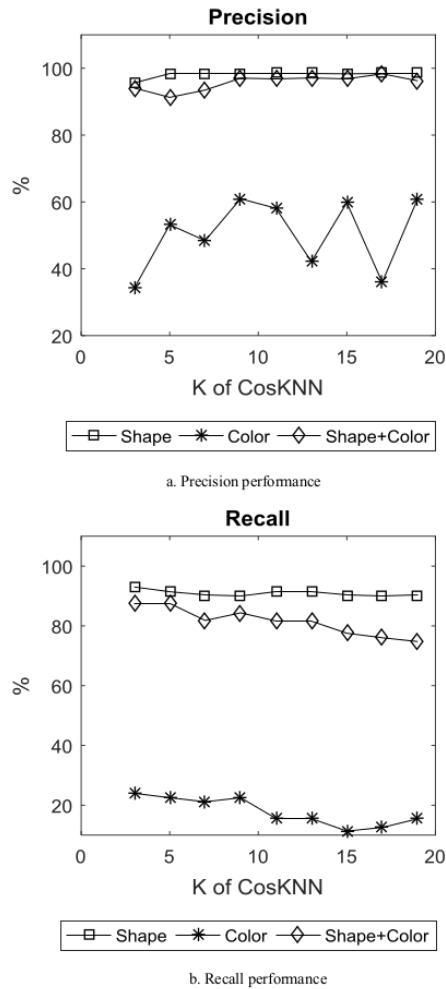 Precision
100
80
60
40
20
%
0 5 10 15 20
K of CosKNN
Shape Color Shape+Color
a. Precision performance
Recall
100
80
60
40
20
%
0 5 10 15 20
K of CosKNN
Shape Color Shape+Color
b. Recall performance